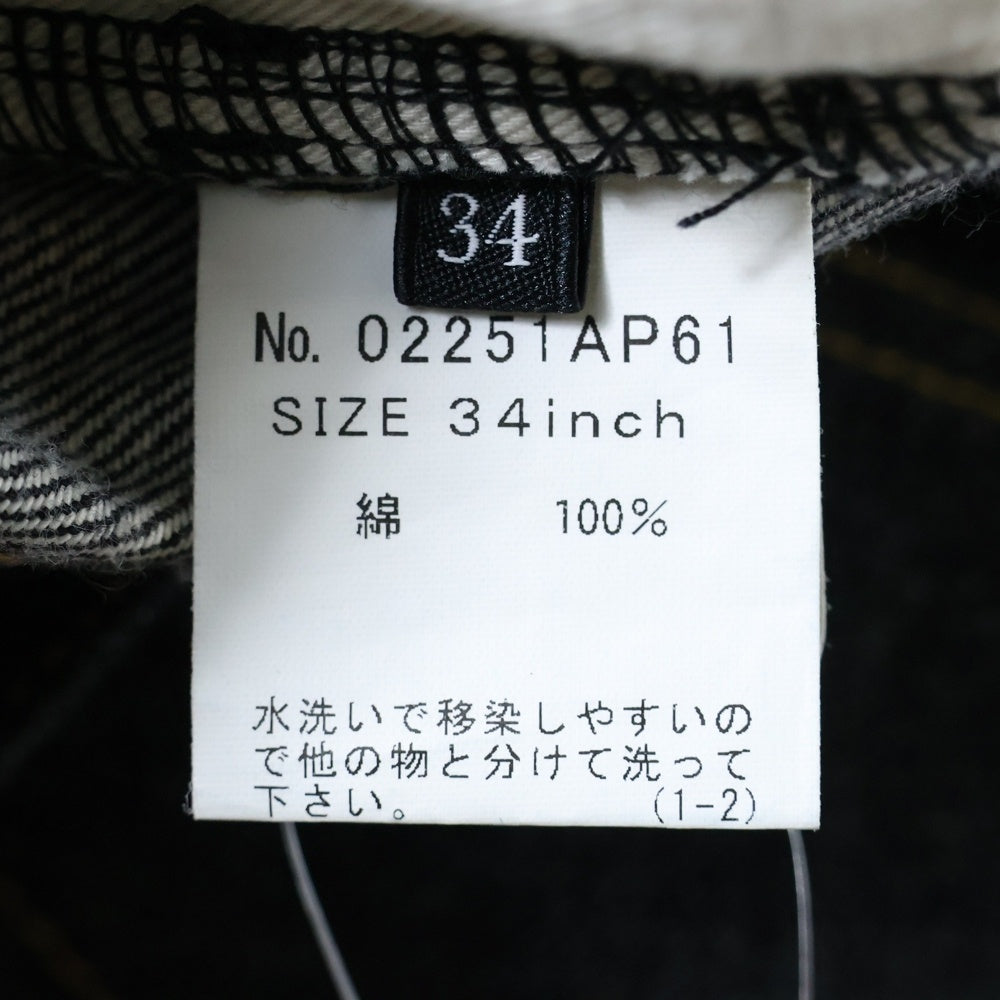 34
No. 02251AP61
SIZE 34inch
綿 100%
水洗いで移染しやすいの
で他の物と分けて洗って
下さい。 (1-2)